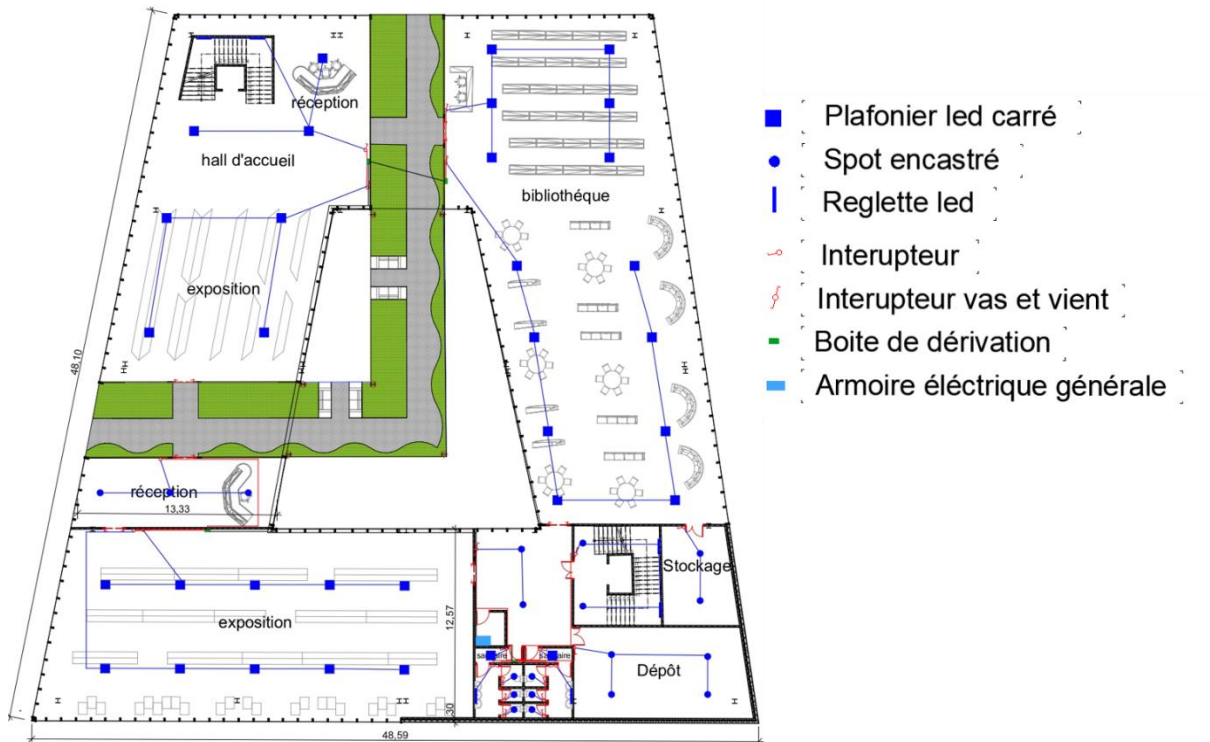 réception
hall d'accueil
bibliothéque
exposition
48,10
réception
13,33
exposition
12,57
Stockage
Dépôt
sanitaire
48,59
Plafonier led carré
Spot encastré
Reglette led
Interupteur
Interupteur vas et vient
Boite de dérivation
Armoire éléctrique générale